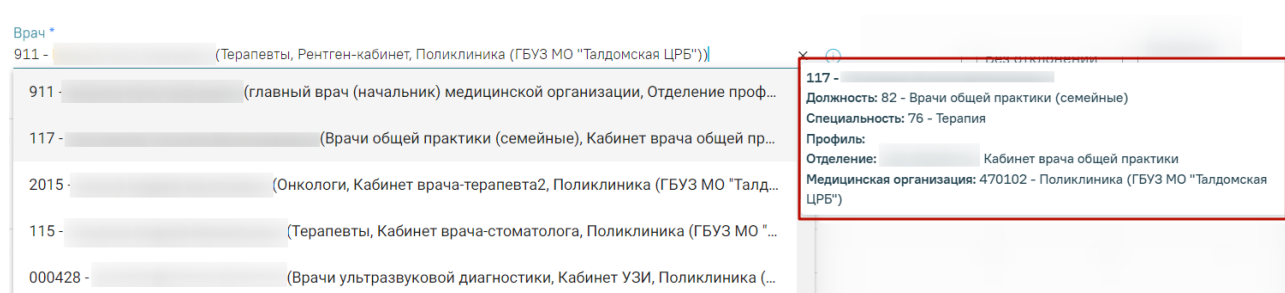 Врач *
911 - (Терапевты, Рентген-кабинет, Поликлиника (ГБУЗ МО "Талдомская ЦРБ"))
911 - (главный врач (начальник) медицинской организации, Отделение проф...
117 - (Врачи общей практики (семейные), Кабинет врача общей пр...
2015 - (Онкологи, Кабинет врача-терапевта2, Поликлиника (ГБУЗ МО "Талд...
115 - (Терапевты, Кабинет врача-стоматолога, Поликлиника (ГБУЗ МО "...
000428 - (Врачи ультразвуковой диагностики, Кабинет УЗИ, Поликлиника (...
Без отклонений
117 -
Должность: 82 - Врачи общей практики (семейные)
Специальность: 76 - Терапия
Профиль:
Отделение: Кабинет врача общей практики
Медицинская организация: 470102 - Поликлиника (ГБУЗ МО "Талдомская
ЦРБ")